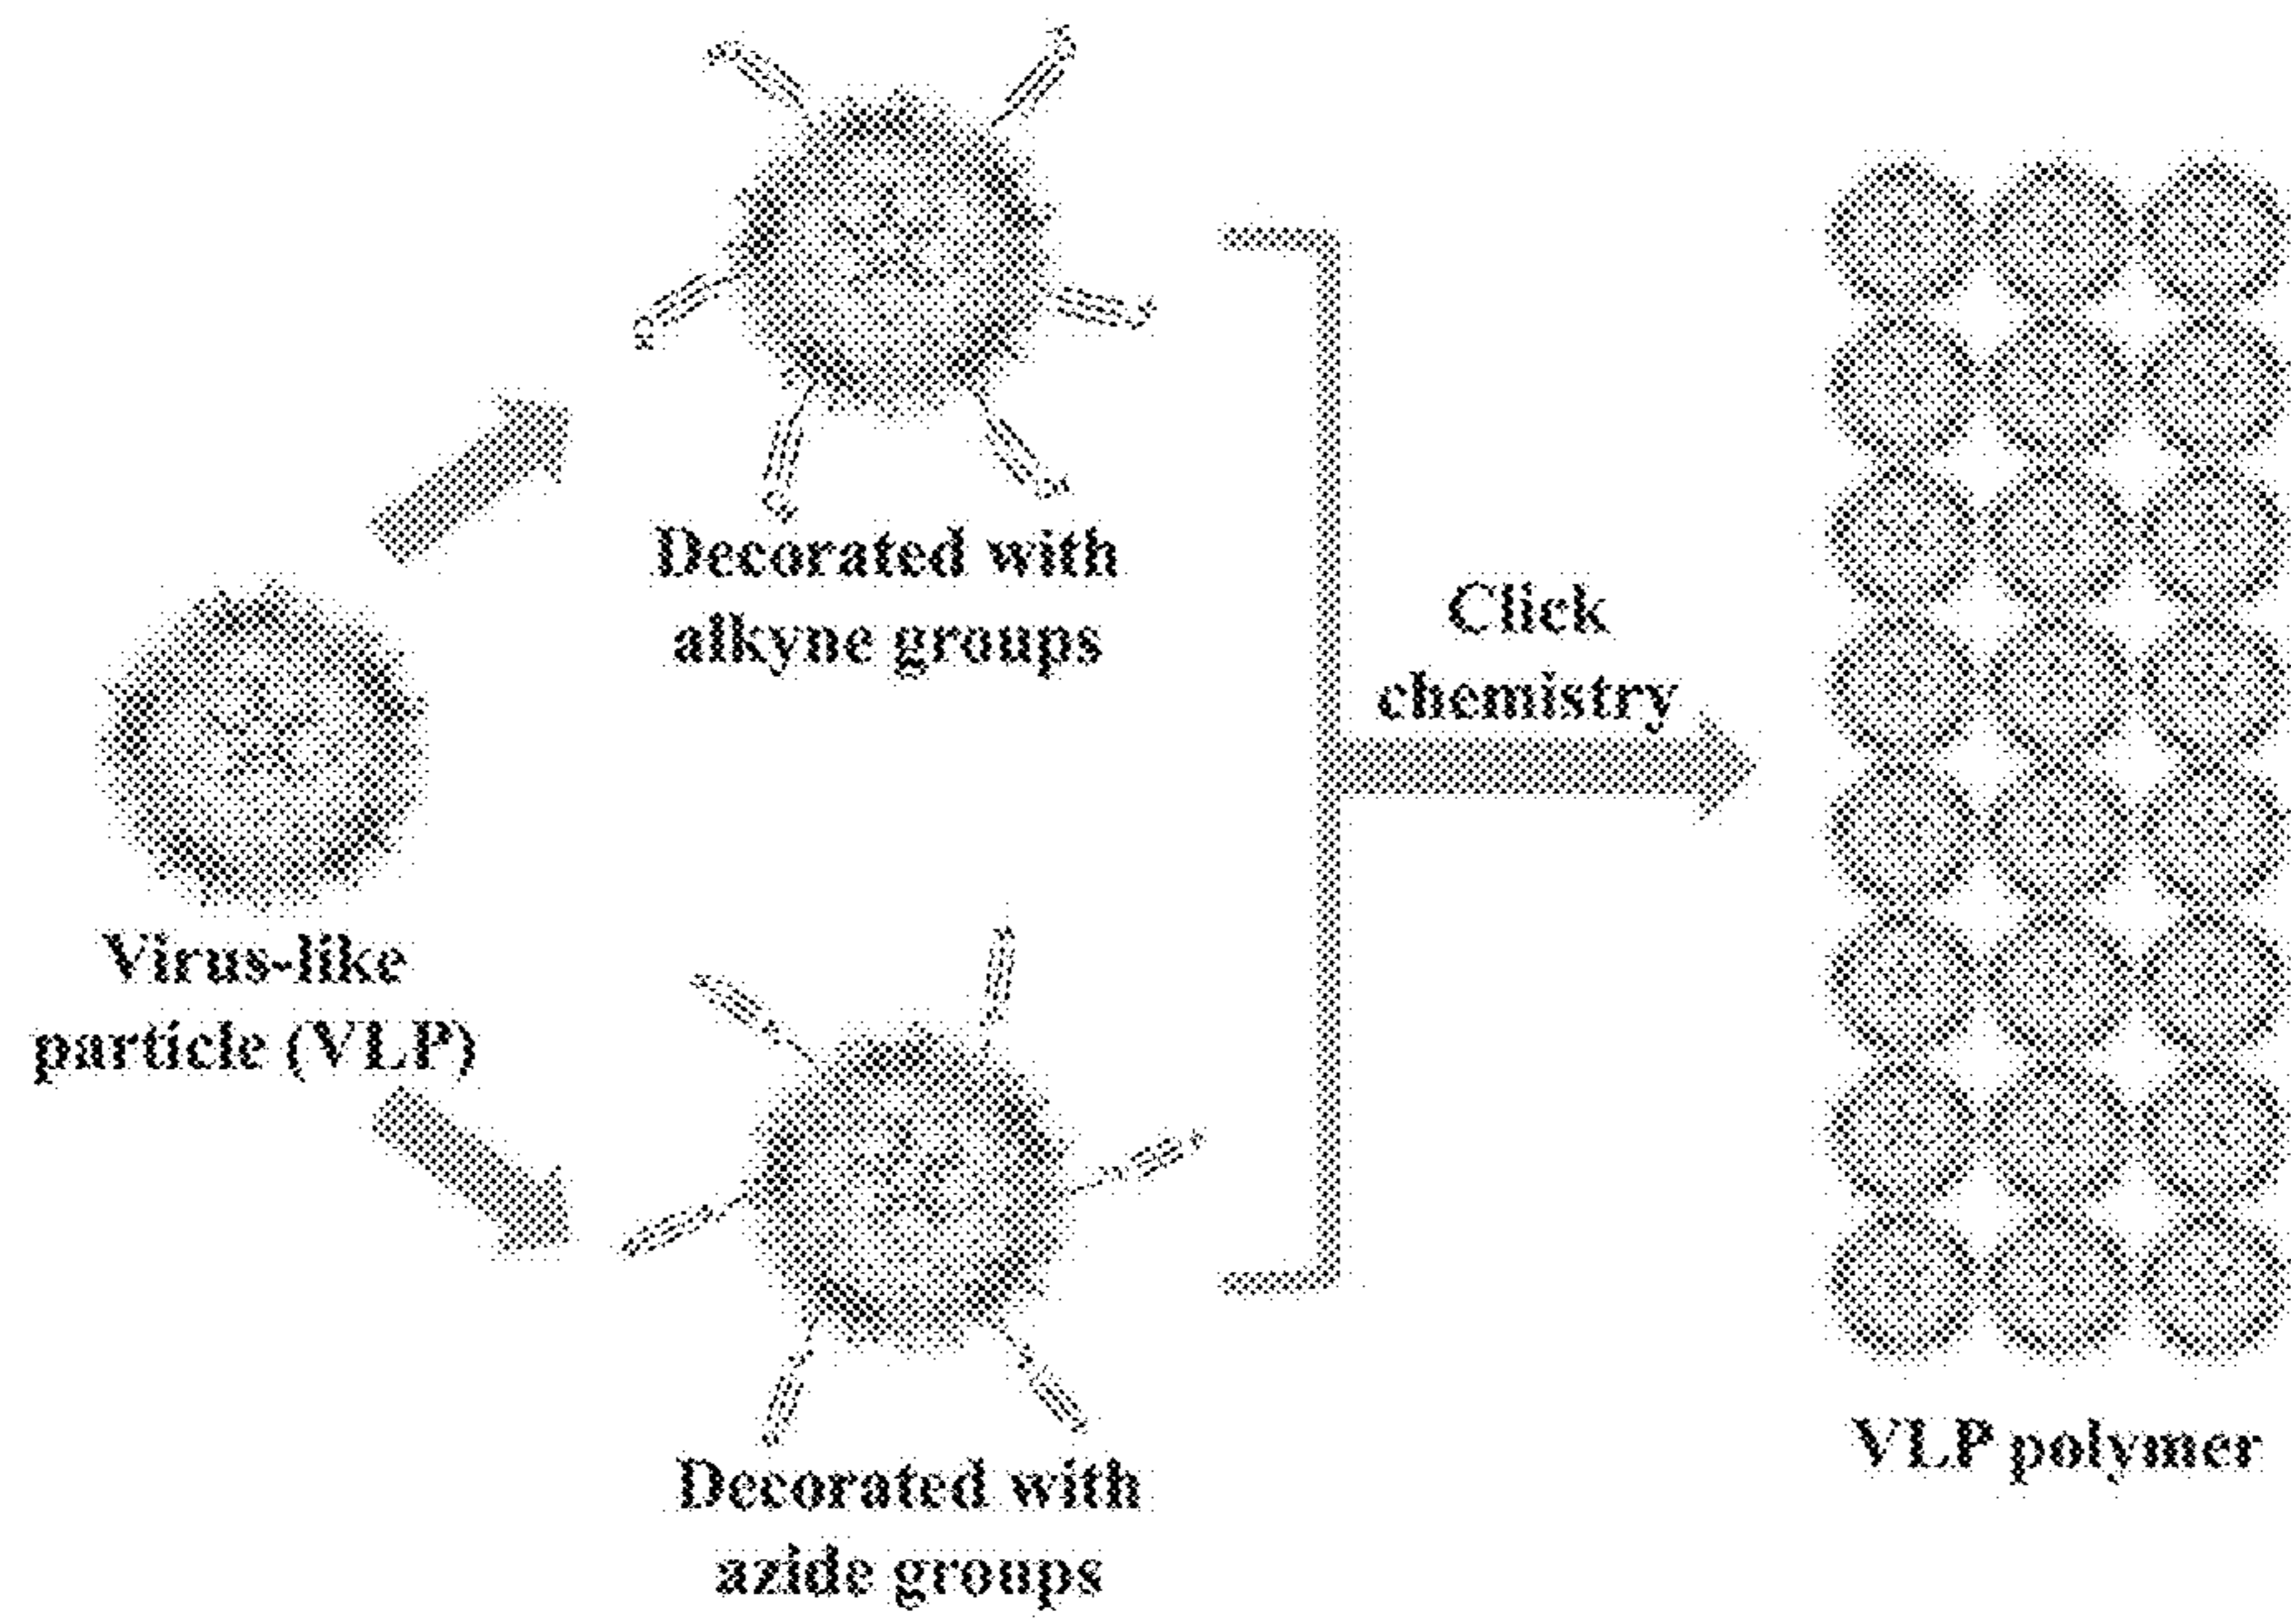 Decorated with
alkyne groups
Click
chemistry
Virus-like
particle (VLP)
VLP polymer
Decorated with
azide groups